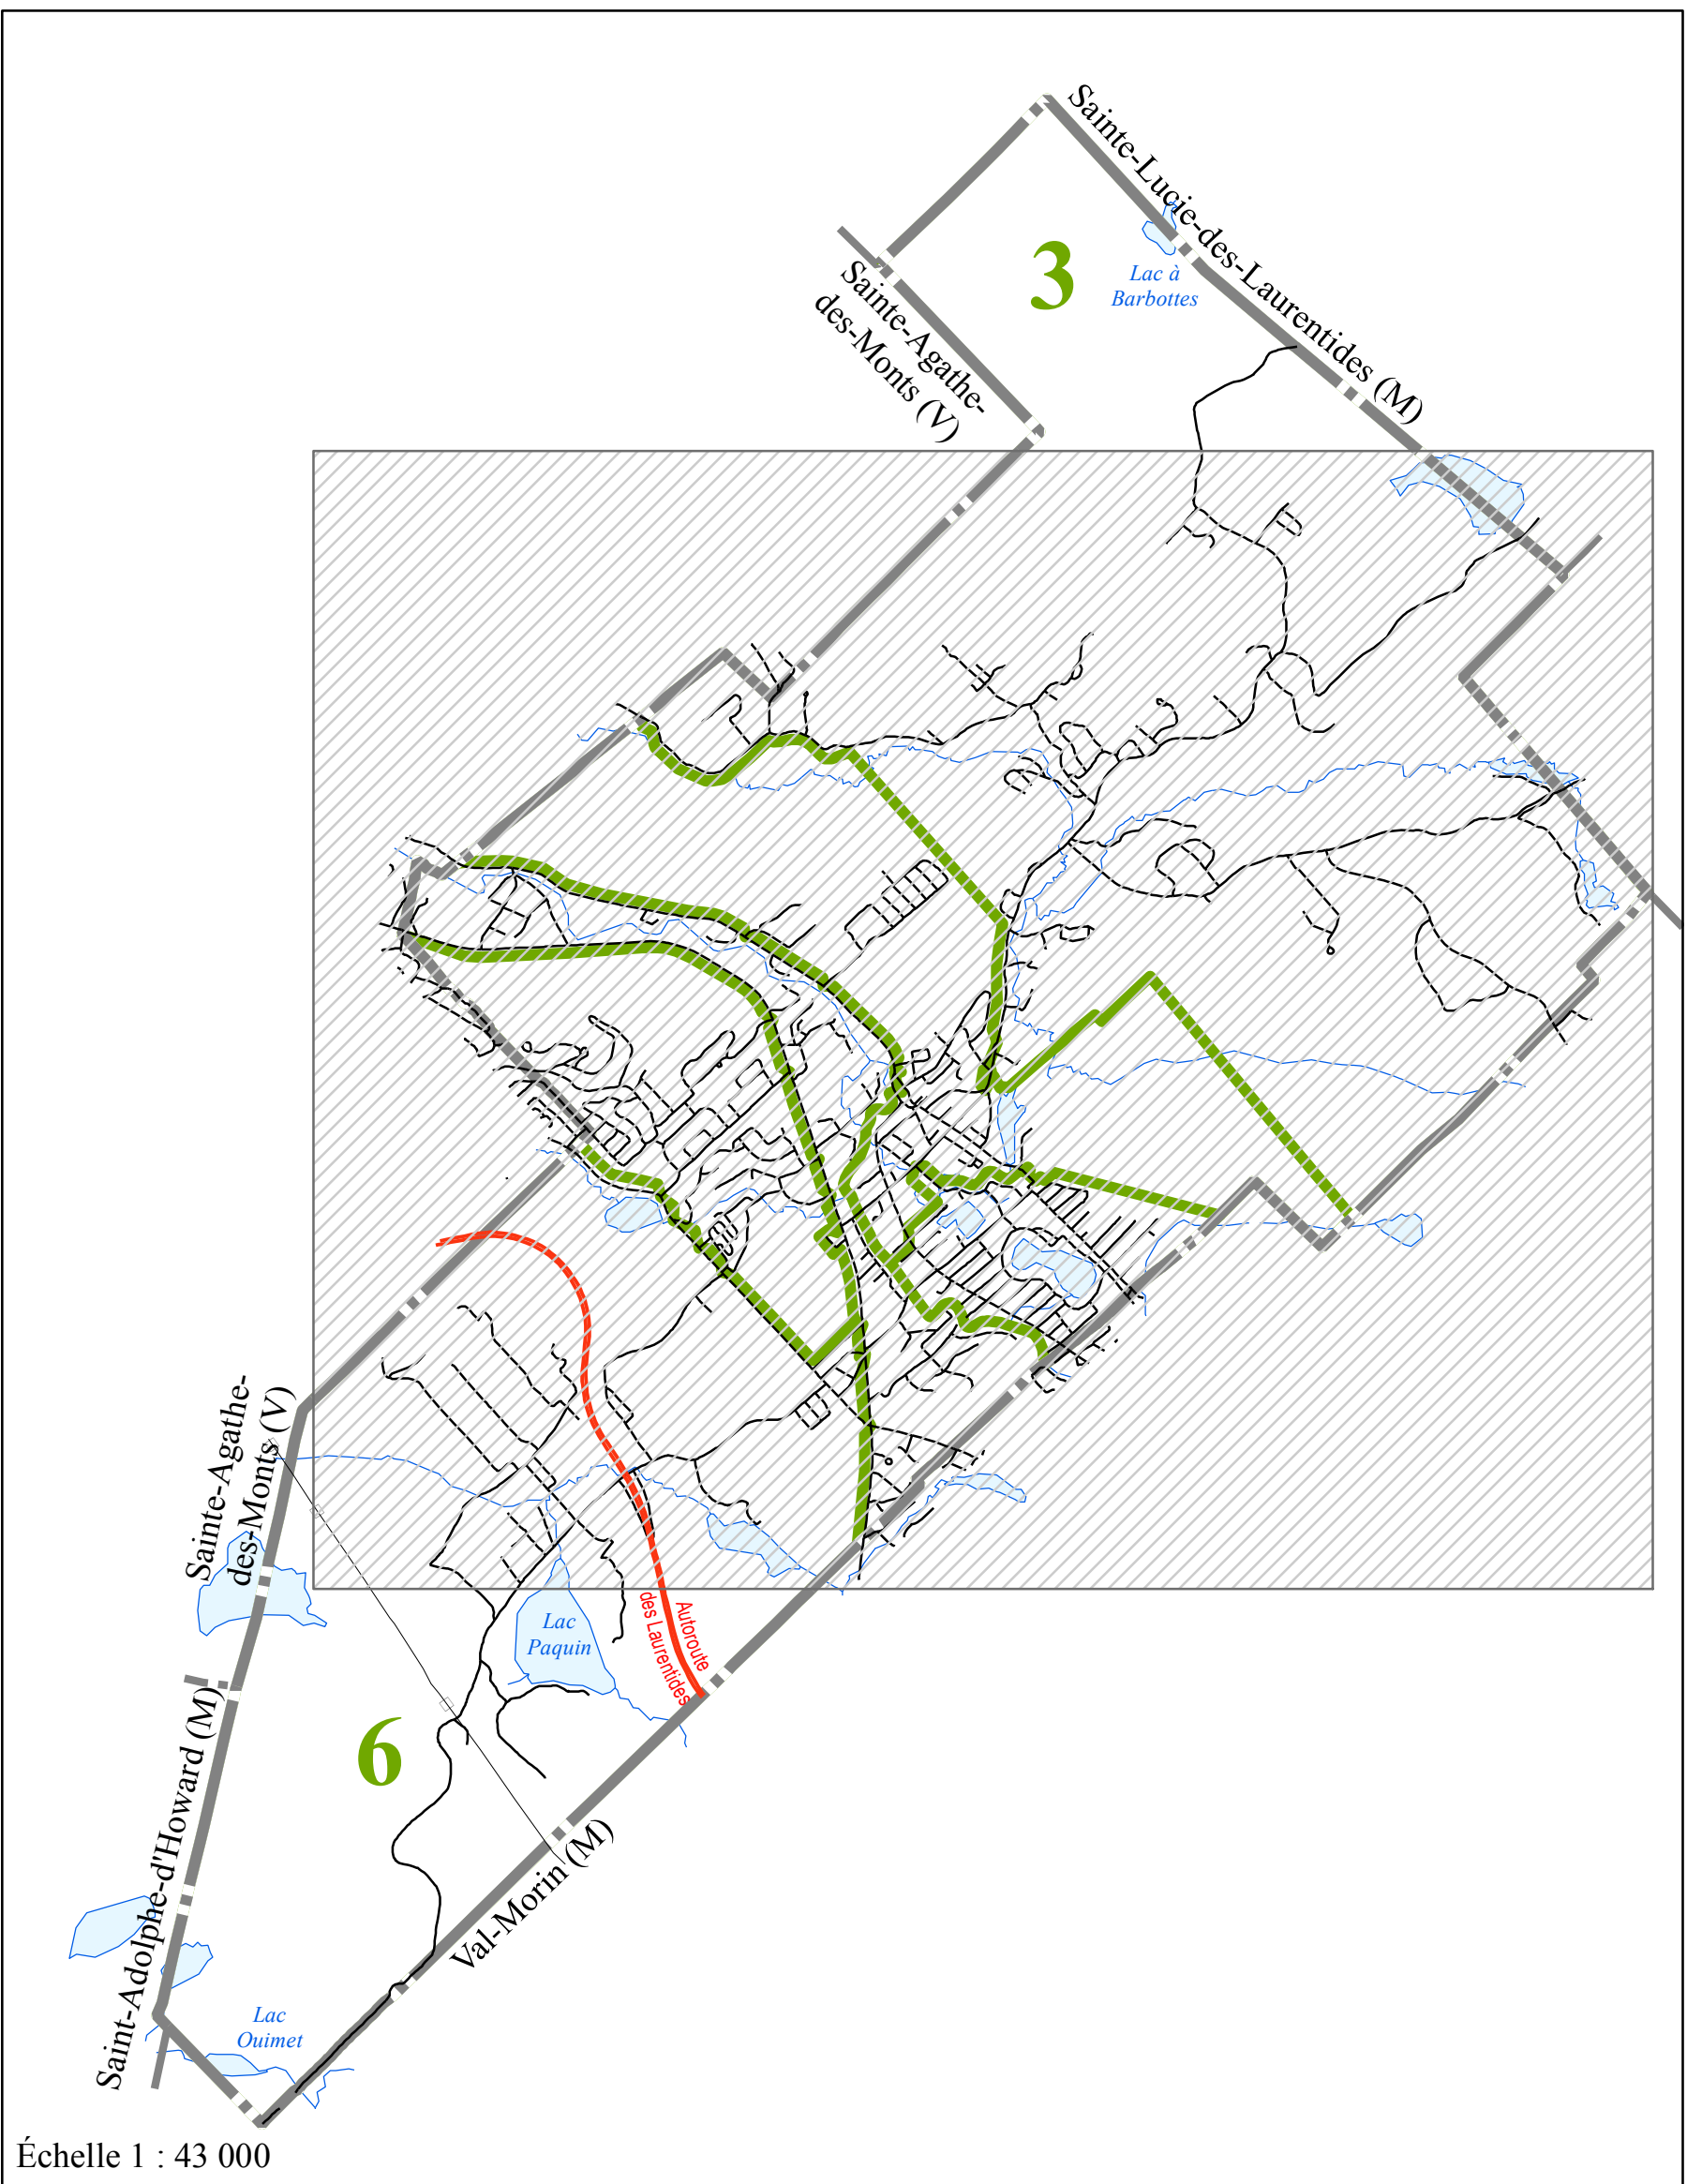 Sainte-Lucie-des-Laurentides (M)
3
Lac à
Barbottes
Sainte-Agathe-
des-Monts (V)
Sainte-Agathe-
des-Monts (V)
Autoroute
des Laurentides
Lac
Paquin
6
Saint-Adolphe-d'Howard (M)
Val-Morin (M)
Lac
Ouimet
Échelle 1 : 43 000